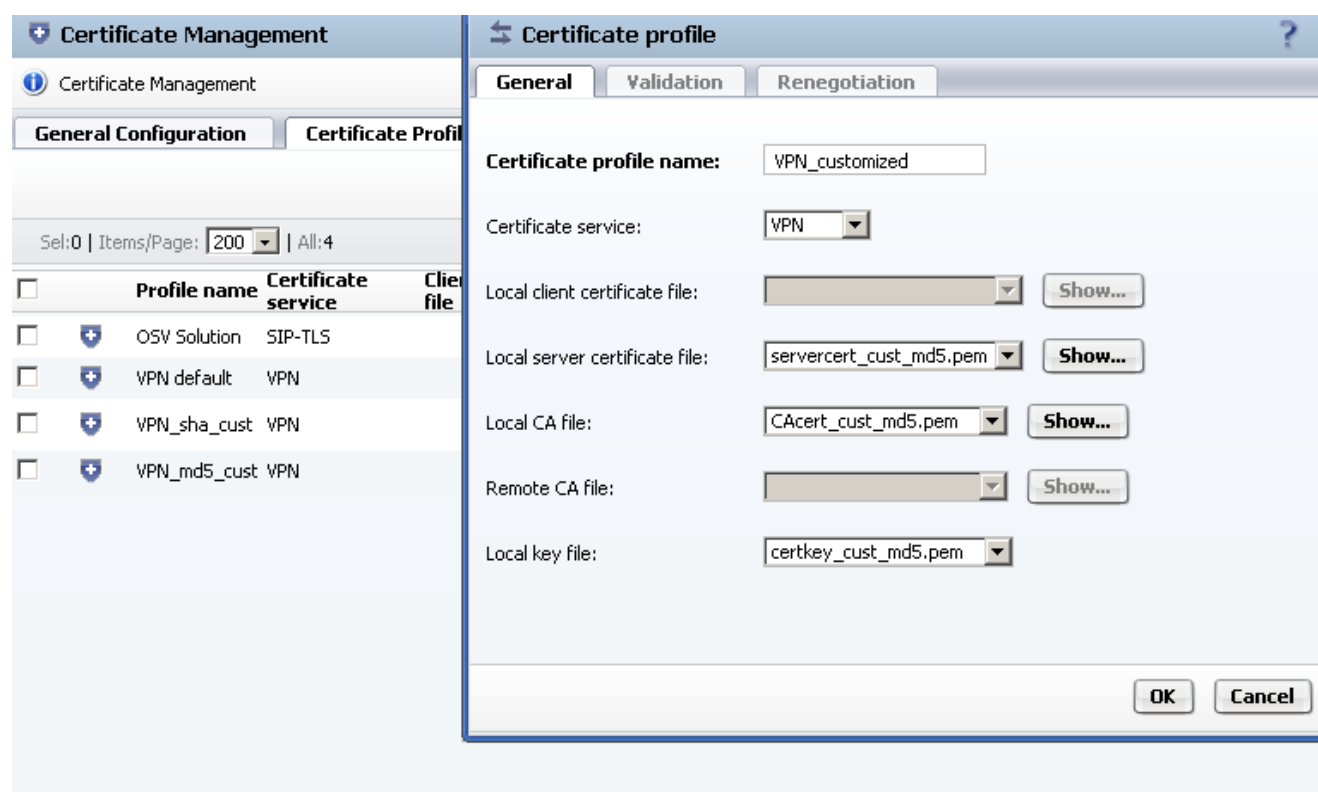 Certificate Management
Certificate Management
General Configuration
Certificate Profil
Sel:0 | Items/Page: 200 | All:4
Profile name
Certificate service
Clie
file
OSV Solution SIP-TLS
VPN default VPN
VPN_sha_cust VPN
VPN_md5_cust VPN
Certificate profile
?
General Validation Renegotiation
Certificate profile name: VPN_customized
Certificate service: VPN
Local client certificate file: Show...
Local server certificate file: servercert_cust_md5.pem Show...
Local CA file: CAcert_cust_md5.pem Show...
Remote CA file: Show...
Local key file: certkey_cust_md5.pem
OK Cancel